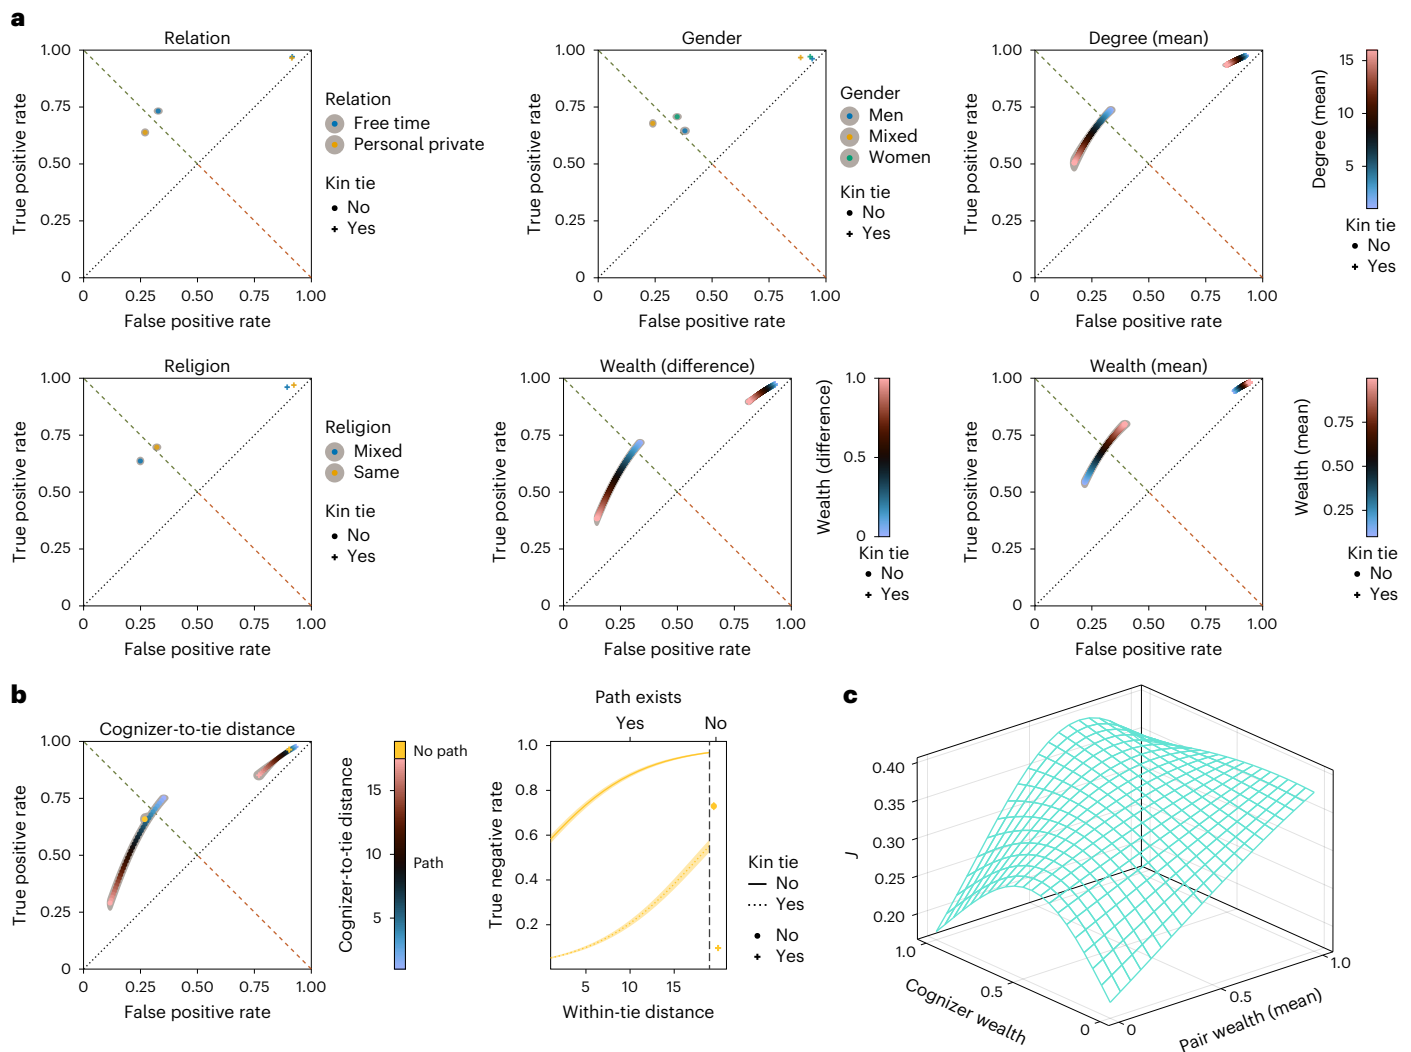 a
Relation
True positive rate
1.00
0.75
0.50
0.25
0
0
0.25
0.50
0.75
1.00
False positive rate
Relation
Free time
Personal private
Kin tie
No
Yes
Gender
True positive rate
1.00
0.75
0.50
0.25
0
0
0.25
0.50
0.75
1.00
False positive rate
Gender
Men
Mixed
Women
Kin tie
No
Yes
Degree (mean)
True positive rate
1.00
0.75
0.50
0.25
0
0
0.25
0.50
0.75
1.00
False positive rate
Degree (mean)
15
10
5
Kin tie
No
Yes
Religion
True positive rate
1.00
0.75
0.50
0.25
0
0
0.25
0.50
0.75
1.00
False positive rate
Religion
Mixed
Same
Kin tie
No
Yes
Wealth (difference)
True positive rate
1.00
0.75
0.50
0.25
0
0
0.25
0.50
0.75
1.00
False positive rate
Wealth (difference)
1.0
0.5
0
Kin tie
No
Yes
Wealth (mean)
True positive rate
1.00
0.75
0.50
0.25
0
0
0.25
0.50
0.75
1.00
False positive rate
Wealth (mean)
0.75
0.50
0.25
Kin tie
No
Yes
b
Cognizer-to-tie distance
True positive rate
1.00
0.75
0.50
0.25
0
0
0.25
0.50
0.75
1.00
False positive rate
Cognizer-to-tie distance
No path
15
10
Path
5
Path exists
Yes
No
True negative rate
1.0
0.8
0.6
0.4
0.2
5
10
15
Within-tie distance
Kin tie
No
Yes
No
Yes
c
J
0.40
0.35
0.30
0.25
0.20
1.0
0.5
0
Cognizer wealth
0
0.5
1.0
Pair wealth (mean)